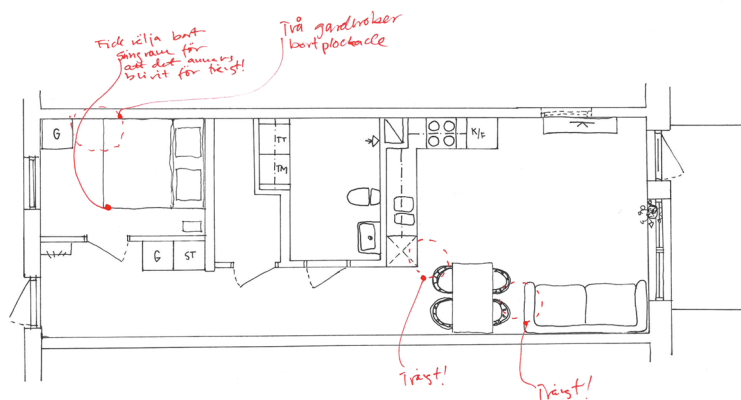 Fick välja bort
sängram för
att det annars
blivit för trångt!
Två garderober
bortplockade
G
TT
TM
K/F
G
ST
Trångt!
Trångt!